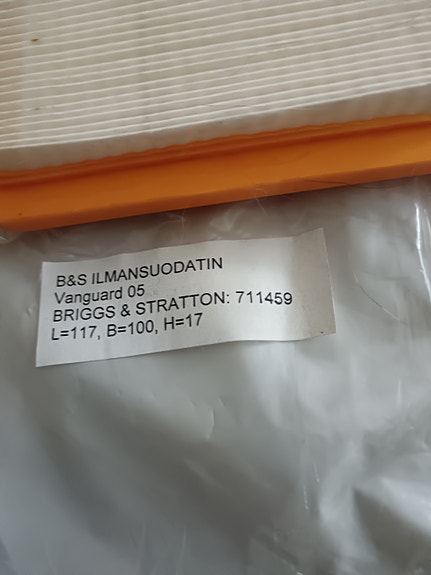 B&S ILMANSUODATIN
Vanguard 05
BRIGGS & STRATTON: 711459
L=117, B=100, H=17